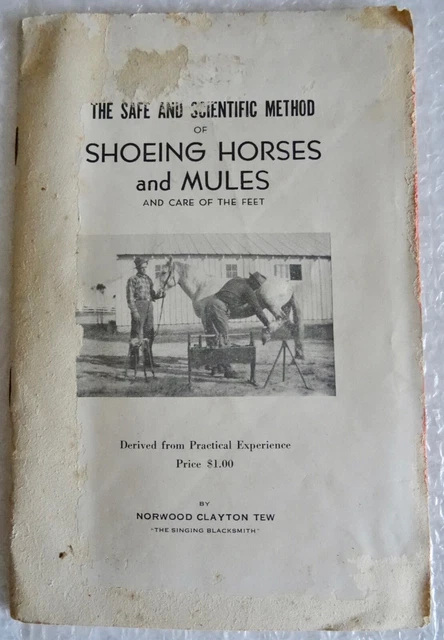 THE SAFE AND SCIENTIFIC METHOD
OF
SHOEING HORSES
and MULES
AND CARE OF THE FEET
Derived from Practical Experience
Price $1.00
BY
NORWOOD CLAYTON TEW
"THE SINGING BLACKSMITH"